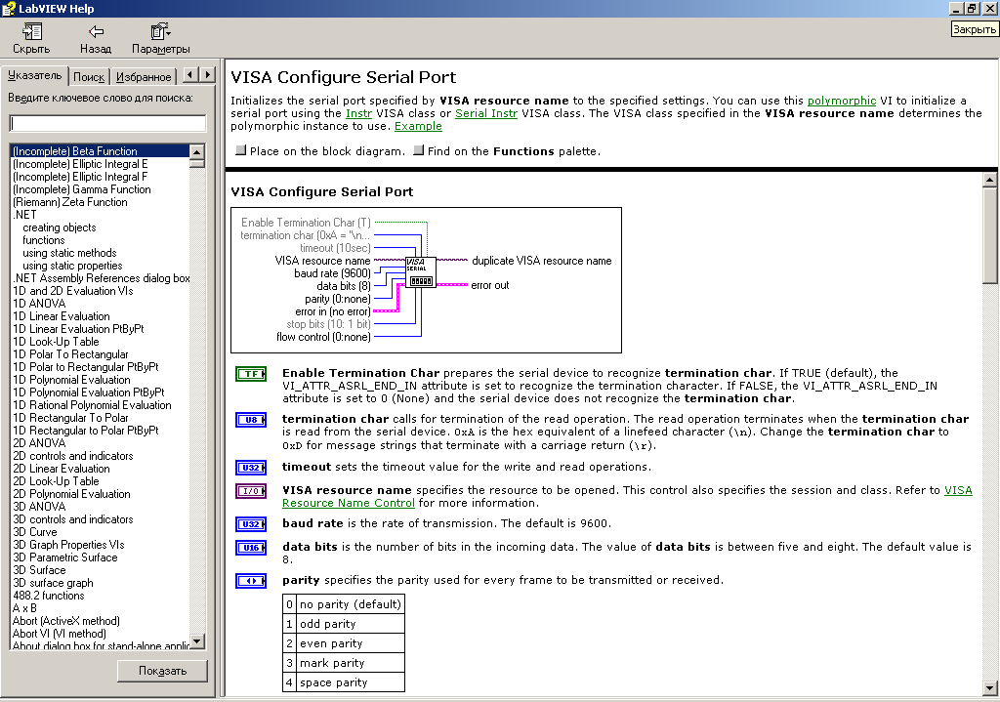 LabVIEW Help
Закрыть
Скрыть
Назад
Параметры
Указатель
Поиск
Избранное
Введите ключевое слово для поиска:
(Incomplete) Beta Function
(Incomplete) Elliptic Integral E
(Incomplete) Elliptic Integral F
(Incomplete) Gamma Function
(Riemann) Zeta Function
.NET
creating objects
functions
using static methods
using static properties
.NET Assembly References dialog box
1D and 2D Evaluation VIs
1D ANOVA
1D Linear Evaluation
1D Linear Evaluation PtByPt
1D Look-Up Table
1D Polar To Rectangular
1D Polar to Rectangular PtByPt
1D Polynomial Evaluation
1D Polynomial Evaluation PtByPt
1D Rational Polynomial Evaluation
1D Rectangular To Polar
1D Rectangular to Polar PtByPt
2D ANOVA
2D controls and indicators
2D Linear Evaluation
2D Look-Up Table
2D Polynomial Evaluation
3D ANOVA
3D controls and indicators
3D Curve
3D Graph Properties VIs
3D Parametric Surface
3D Surface
3D surface graph
488.2 functions
A x B
Abort (ActiveX method)
Abort VI (VI method)
About dialog box for stand-alone applic
Показать
VISA Configure Serial Port
Initializes the serial port specified by VISA resource name to the specified settings. You can use this polymorphic VI to initialize a
serial port using the Instr VISA class or Serial Instr VISA class. The VISA class specified in the VISA resource name determines the
polymorphic instance to use. Example
Place on the block diagram. Find on the Functions palette.
VISA Configure Serial Port
Enable Termination Char (T)
termination char (0xA = "\n...
timeout (10sec)
VISA resource name
baud rate (9600)
data bits (8)
parity (0:none)
error in (no error)
stop bits (10: 1 bit)
flow control (0:none)
VISA
SERIAL
duplicate VISA resource name
error out
TF
Enable Termination Char prepares the serial device to recognize termination char. If TRUE (default), the
VI_ATTR_ASRL_END_IN attribute is set to recognize the termination character. If FALSE, the VI_ATTR_ASRL_END_IN
attribute is set to 0 (None) and the serial device does not recognize the termination char.
U8
termination char calls for termination of the read operation. The read operation terminates when the termination char
is read from the serial device. 0xA is the hex equivalent of a linefeed character (\n). Change the termination char to
0xD for message strings that terminate with a carriage return (\r).
U32
timeout sets the timeout value for the write and read operations.
I/O
VISA resource name specifies the resource to be opened. This control also specifies the session and class. Refer to VISA
Resource Name Control for more information.
U32
baud rate is the rate of transmission. The default is 9600.
U16
data bits is the number of bits in the incoming data. The value of data bits is between five and eight. The default value is
8.
parity specifies the parity used for every frame to be transmitted or received.
0 no parity (default)
1 odd parity
2 even parity
3 mark parity
4 space parity